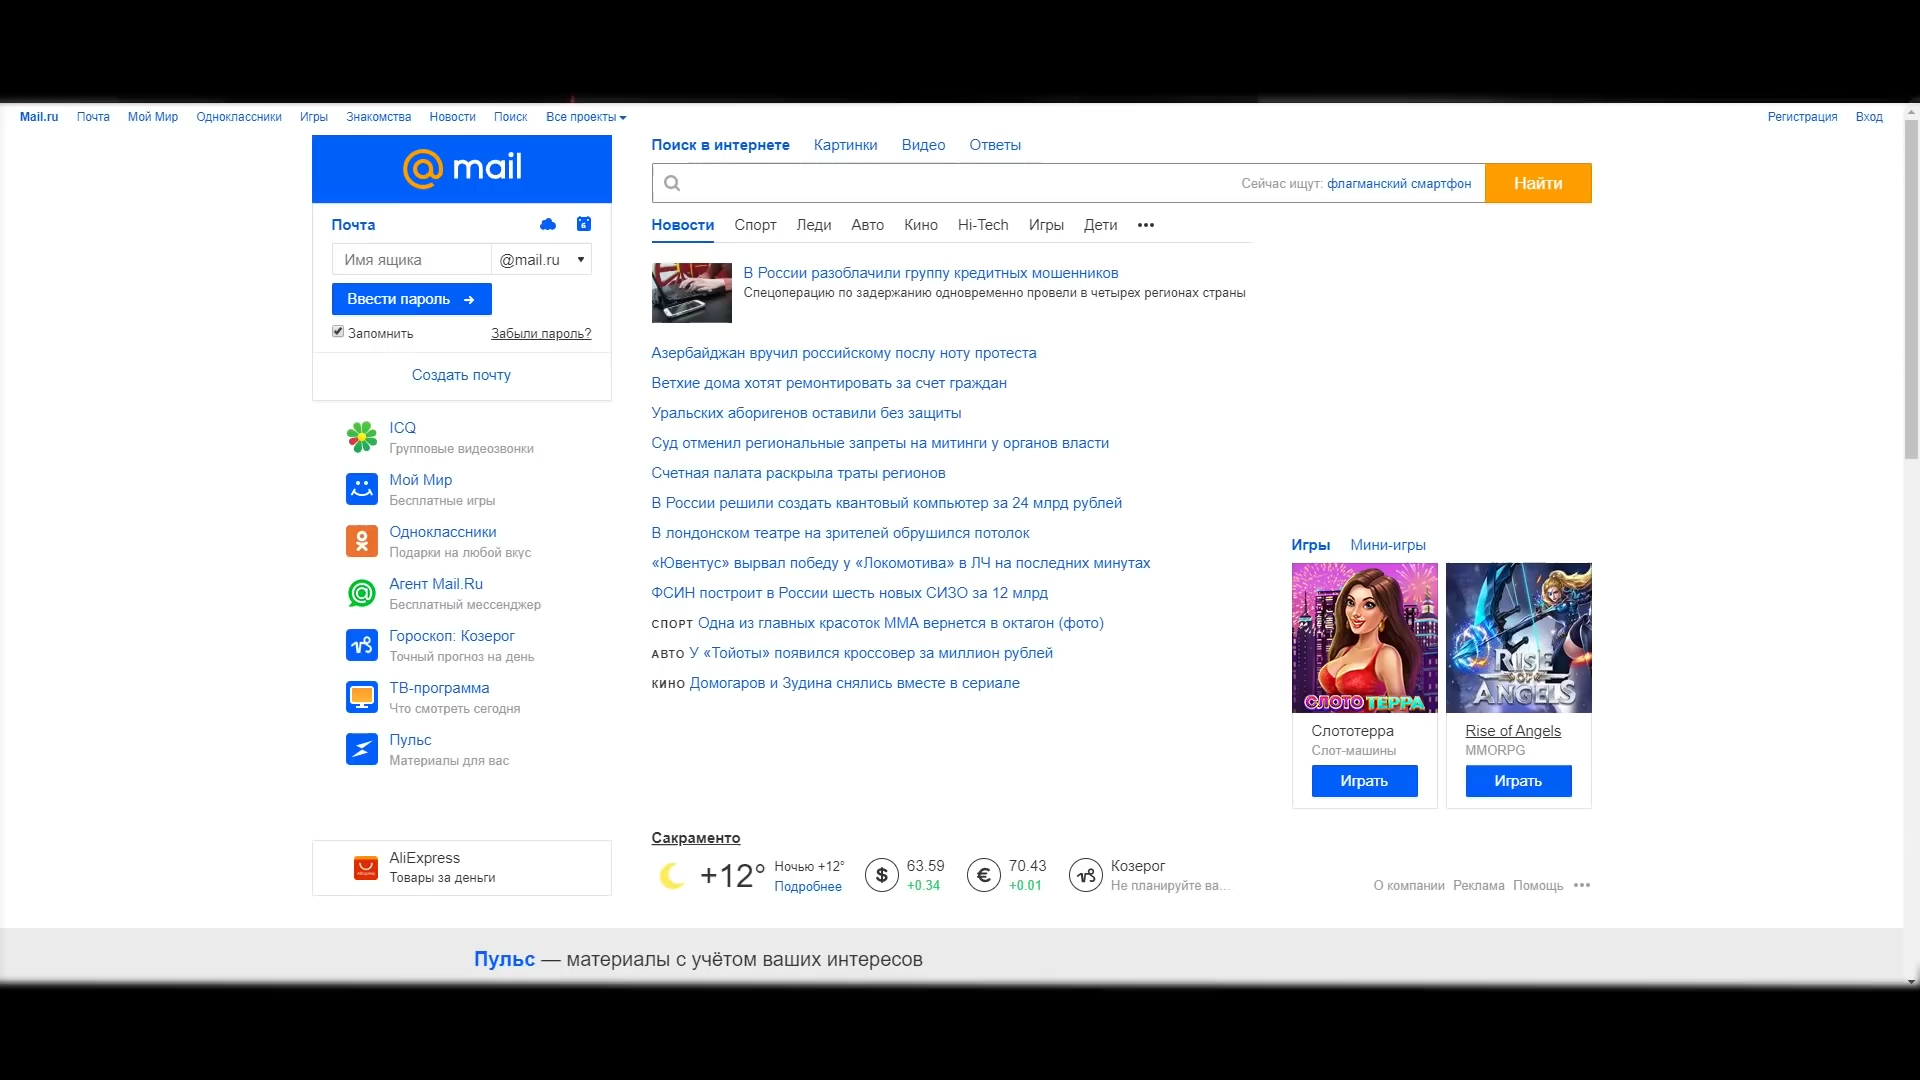 Mail.ru Почта Мой Мир Одноклассники Игры Знакомства Новости Поиск Все проекты Регистрация Вход
@ mail
Почта
6
Имя ящика @mail.ru
Ввести пароль
Запомнить Забыли пароль?
Создать почту
ICQ
Групповые видеозвонки
Мой Мир
Бесплатные игры
Одноклассники
Подарки на любой вкус
Агент Mail.Ru
Бесплатный мессенджер
Гороскоп: Козерог
Точный прогноз на день
ТВ-программа
Что смотреть сегодня
Пульс
Материалы для вас
AliExpress
Товары за деньги
Поиск в интернете Картинки Видео Ответы
Сейчас ищут: флагманский смартфон Найти
Новости Спорт Леди Авто Кино Hi-Tech Игры Дети •••
В России разоблачили группу кредитных мошенников
Спецоперацию по задержанию одновременно провели в четырех регионах страны
Азербайджан вручил российскому послу ноту протеста
Ветхие дома хотят ремонтировать за счет граждан
Уральских аборигенов оставили без защиты
Суд отменил региональные запреты на митинги у органов власти
Счетная палата раскрыла траты регионов
В России решили создать квантовый компьютер за 24 млрд рублей
В лондонском театре на зрителей обрушился потолок
«Ювентус» вырвал победу у «Локомотива» в ЛЧ на последних минутах
ФСИН построит в России шесть новых СИЗО за 12 млрд
СПОРТ Одна из главных красоток ММА вернется в октагон (фото)
АВТО У «Тойоты» появился кроссовер за миллион рублей
КИНО Домогаров и Зудина снялись вместе в сериале
Игры Мини-игры
СЛОТОТЕРРА
Слототерра
Слот-машины
Играть
RISE
OF
ANGELS
Rise of Angels
MMORPG
Играть
Сакраменто
+12° Ночью +12°
Подробнее
$ 63.59
+0.34
€ 70.43
+0.01
Козерог
Не планируйте ва...
О компании Реклама Помощь •••
Пульс — материалы с учётом ваших интересов